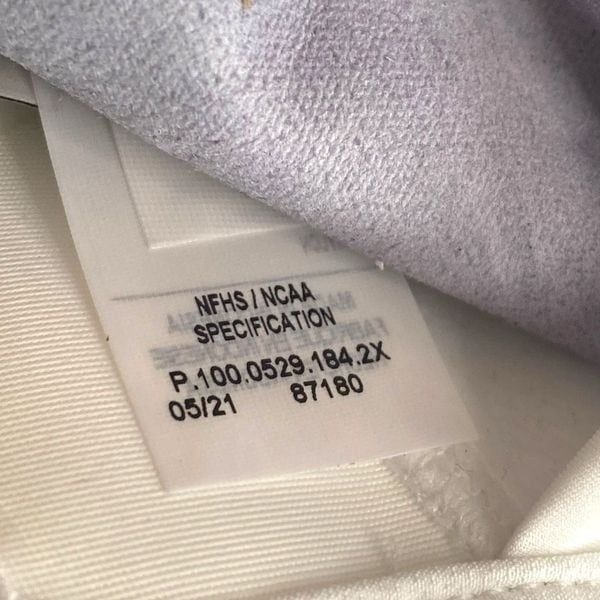 NFHS / NCAA
SPECIFICATION
P.100.0529.184.2X
05/21 87180